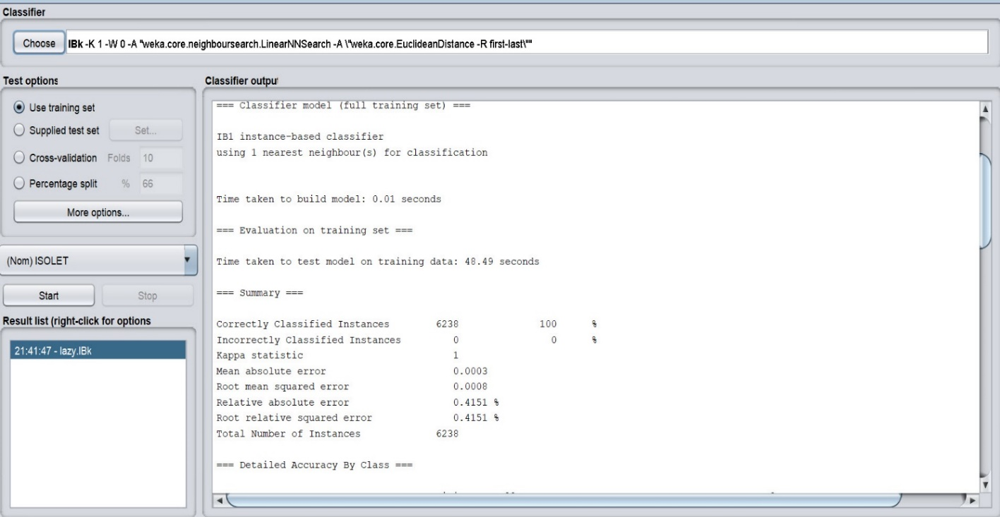 Classifier
Choose IBk -K 1 -W 0 -A "weka.core.neighboursearch.LinearNNSearch -A \"weka.core.EuclideanDistance -R first-last\""
Test options
Use training set
Supplied test set Set...
Cross-validation Folds 10
Percentage split % 66
More options...
(Nom) ISOLET
Start Stop
Result list (right-click for options
21:41:47 - lazy.IBk
Classifier output
=== Classifier model (full training set) ===
IB1 instance-based classifier
using 1 nearest neighbour(s) for classification
Time taken to build model: 0.01 seconds
=== Evaluation on training set ===
Time taken to test model on training data: 48.49 seconds
=== Summary ===
Correctly Classified Instances 6238 100 %
Incorrectly Classified Instances 0 0 %
Kappa statistic 1
Mean absolute error 0.0003
Root mean squared error 0.0008
Relative absolute error 0.4151 %
Root relative squared error 0.4151 %
Total Number of Instances 6238
=== Detailed Accuracy By Class ===